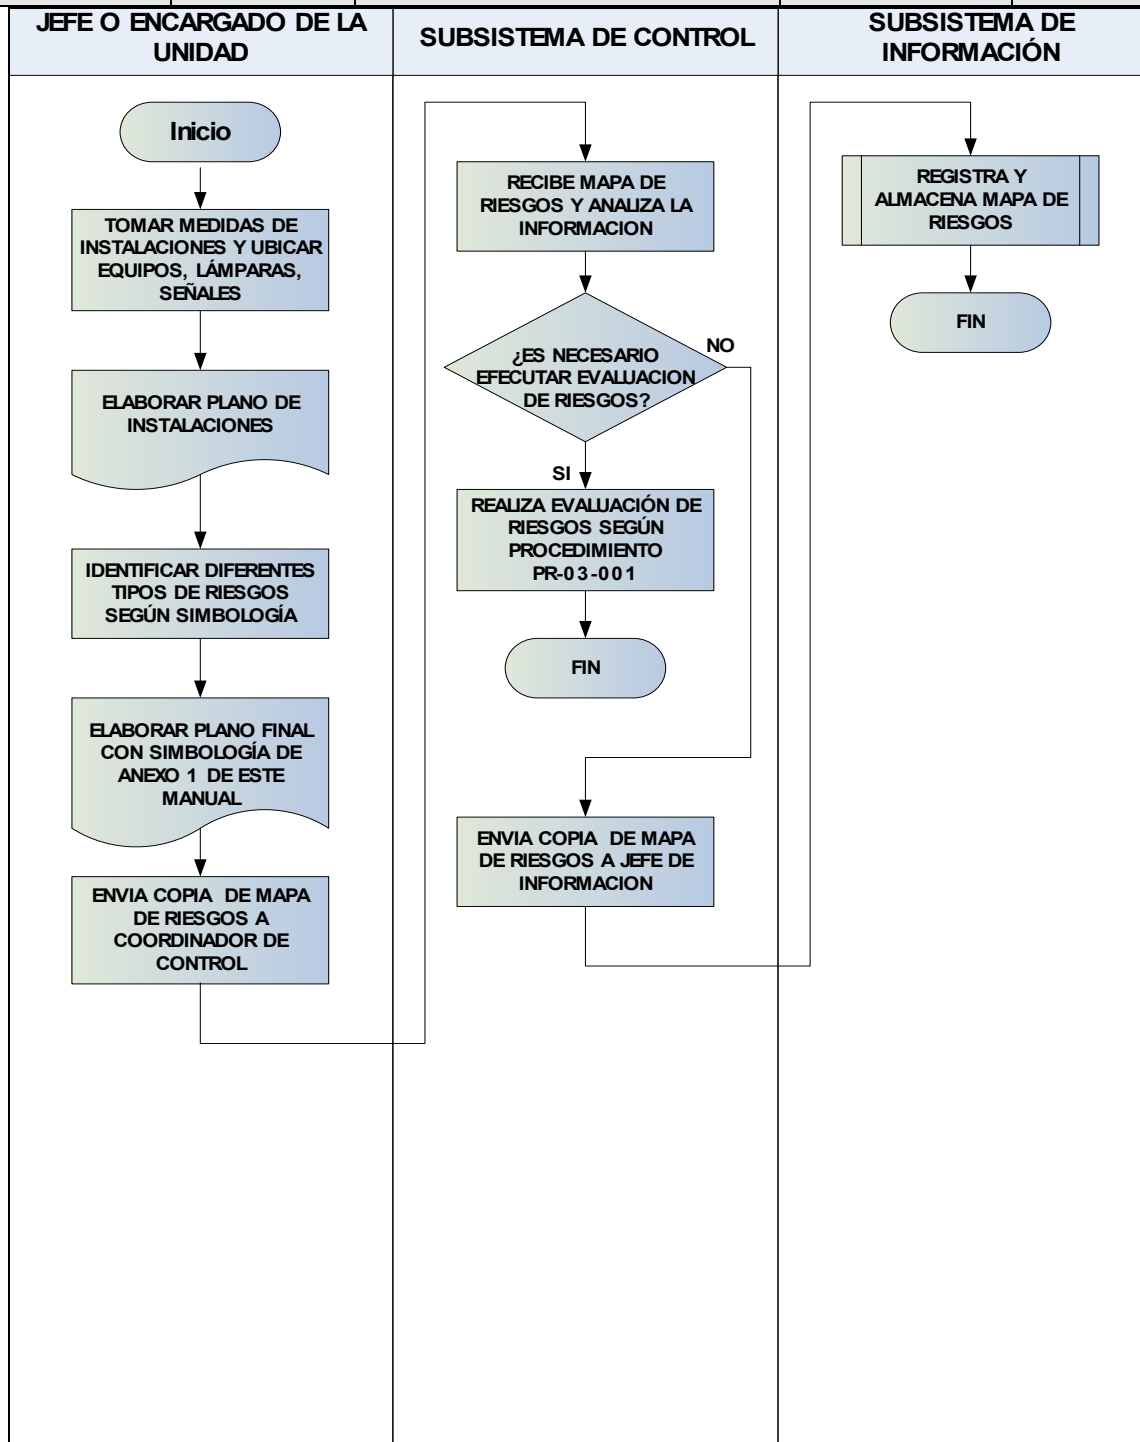 JEFE O ENCARGADO DE LA
UNIDAD
SUBSISTEMA DE CONTROL
SUBSISTEMA DE
INFORMACIÓN
Inicio
TOMAR MEDIDAS DE
INSTALACIONES Y UBICAR
EQUIPOS, LÁMPARAS,
SEÑALES
ELABORAR PLANO DE
INSTALACIONES
IDENTIFICAR DIFERENTES
TIPOS DE RIESGOS
SEGÚN SIMBOLOGÍA
ELABORAR PLANO FINAL
CON SIMBOLOGÍA DE
ANEXO 1 DE ESTE
MANUAL
ENVIA COPIA DE MAPA
DE RIESGOS A
COORDINADOR DE
CONTROL
RECIBE MAPA DE
RIESGOS Y ANALIZA LA
INFORMACION
¿ES NECESARIO
EFECUTAR EVALUACION
DE RIESGOS?
NO
SI
REALIZA EVALUACIÓN DE
RIESGOS SEGÚN
PROCEDIMIENTO
PR-03-001
FIN
ENVIA COPIA DE MAPA
DE RIESGOS A JEFE DE
INFORMACION
REGISTRA Y
ALMACENA MAPA DE
RIESGOS
FIN